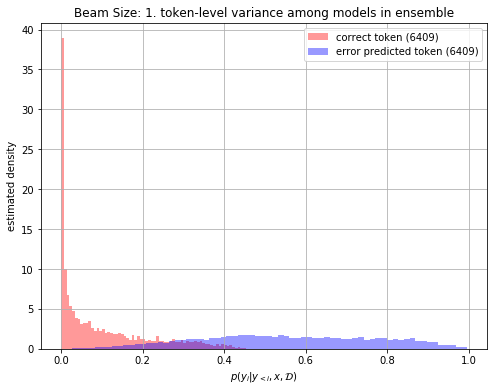 Beam Size: 1. token-level variance among models in ensemble
correct token (6409)
error predicted token (6409)
estimated density
40
35
30
25
20
15
10
5
0
0.0 0.2 0.4 0.6 0.8 1.0
p(y_i|y_{<i}, x, 𝒟)